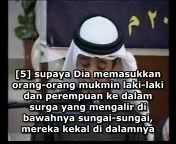 [5] supaya Dia memasukkan
orang-orang mukmin laki-laki
dan perempuan ke dalam
surga yang mengalir di
bawahnya sungai-sungai,
mereka kekal di dalamnya